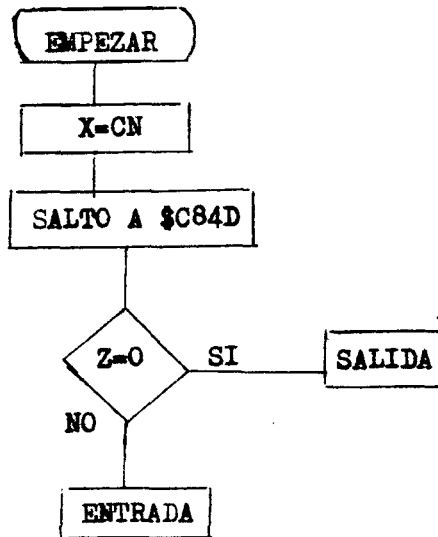 EMPEZAR
X=CN
SALTO A $C84D
Z=0
SI
SALIDA
NO
ENTRADA